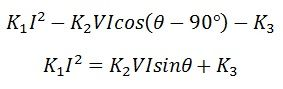 K₁I² − K₂VIcos(θ − 90°) − K₃
K₁I² = K₂VIsinθ + K₃